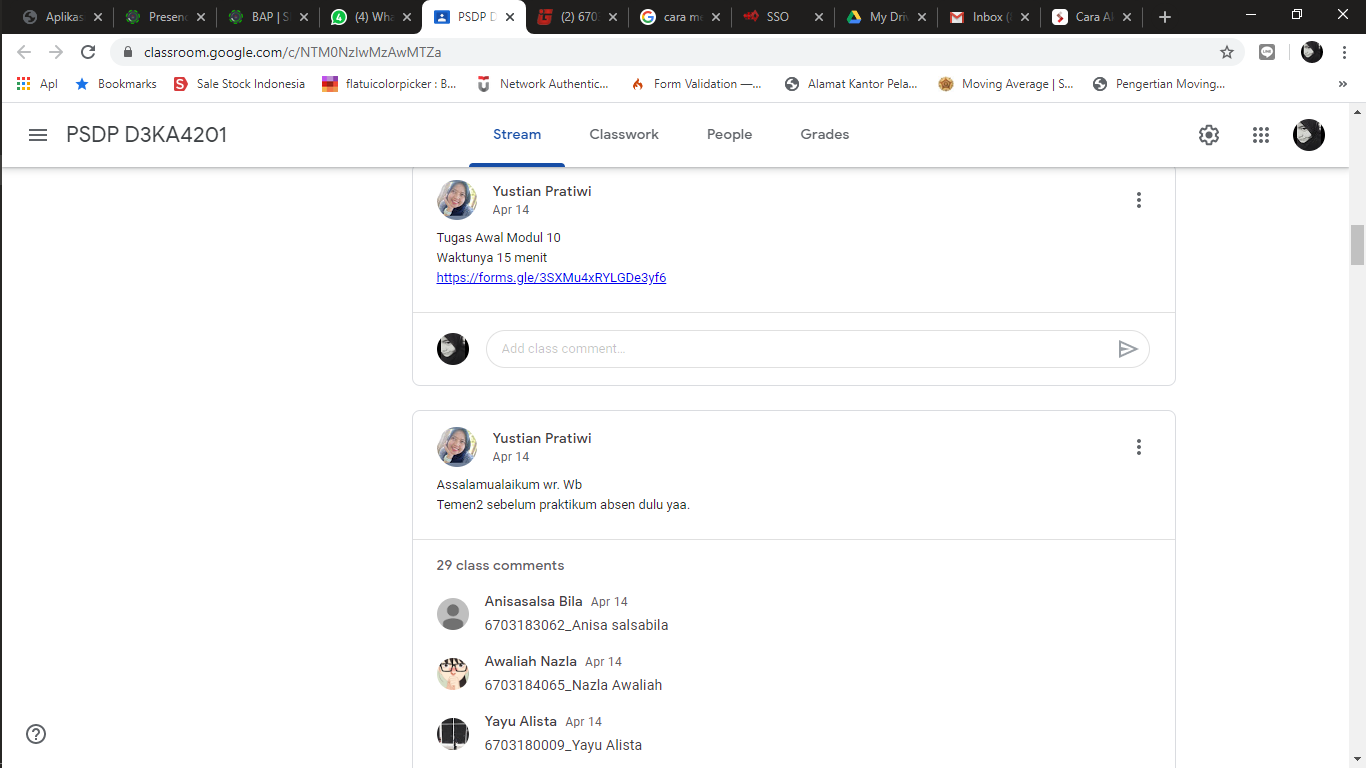 Aplikas
Presenc
BAP | S
(4) Wha
PSDP D
(2) 670
cara me
SSO
My Driv
Inbox (
Cara Al
classroom.google.com/c/NTM0NzIwMzAwMTZa
Apl
Bookmarks
Sale Stock Indonesia
flatuicolorpicker : B...
Network Authentic...
Form Validation —...
Alamat Kantor Pela...
Moving Average | S...
Pengertian Moving...
»
PSDP D3KA4201
Stream
Classwork
People
Grades
Yustian Pratiwi
Apr 14
Tugas Awal Modul 10
Waktunya 15 menit
https://forms.gle/3SXMu4xRYLGDe3yf6
Add class comment...
Yustian Pratiwi
Apr 14
Assalamualaikum wr. Wb
Temen2 sebelum praktikum absen dulu yaa.
29 class comments
Anisasalsa Bila Apr 14
6703183062_Anisa salsabila
Awaliah Nazla Apr 14
6703184065_Nazla Awaliah
Yayu Alista Apr 14
6703180009_Yayu Alista